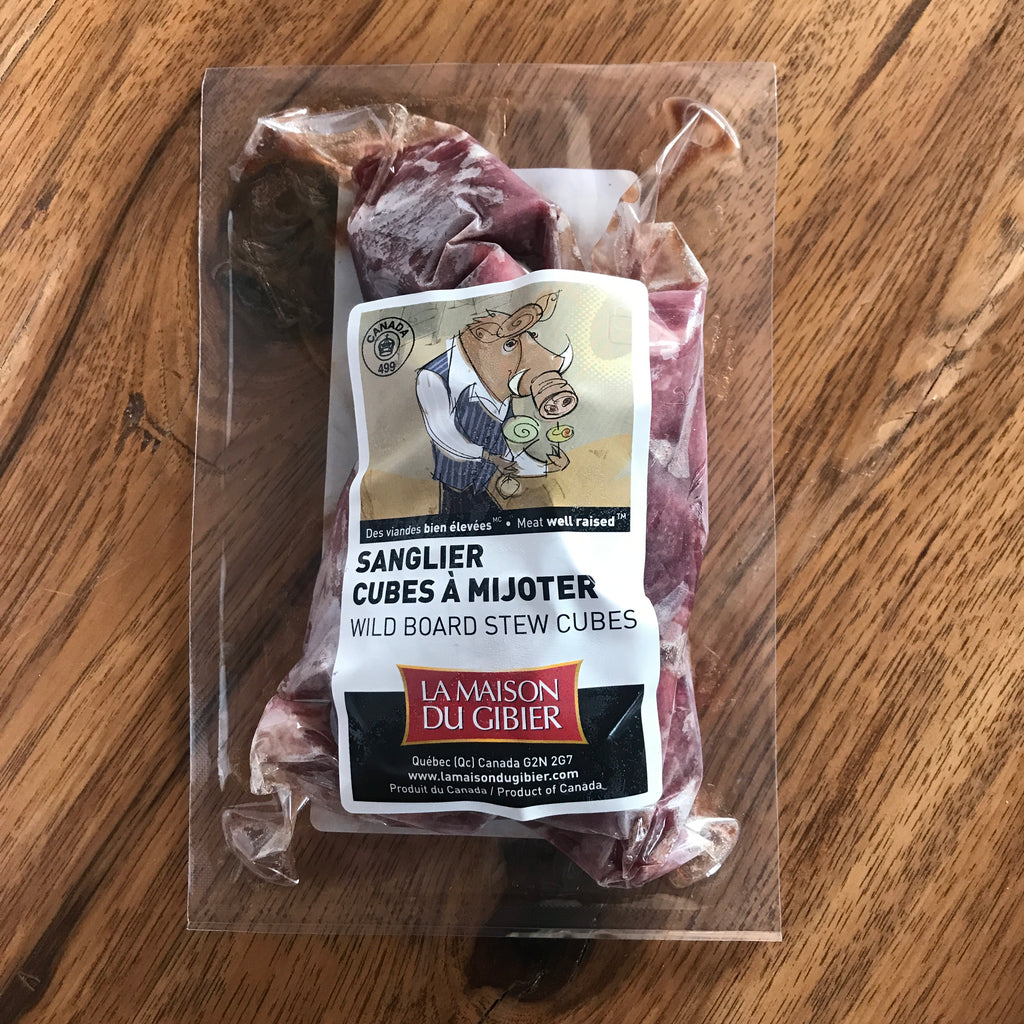 CANADA
499
Des viandes bien élevées MC • Meat well raised TM
SANGLIER
CUBES À MIJOTER
WILD BOARD STEW CUBES
LA MAISON
DU GIBIER
Québec (Qc) Canada G2N 2G7
www.lamaisondugibier.com
Produit du Canada / Product of Canada